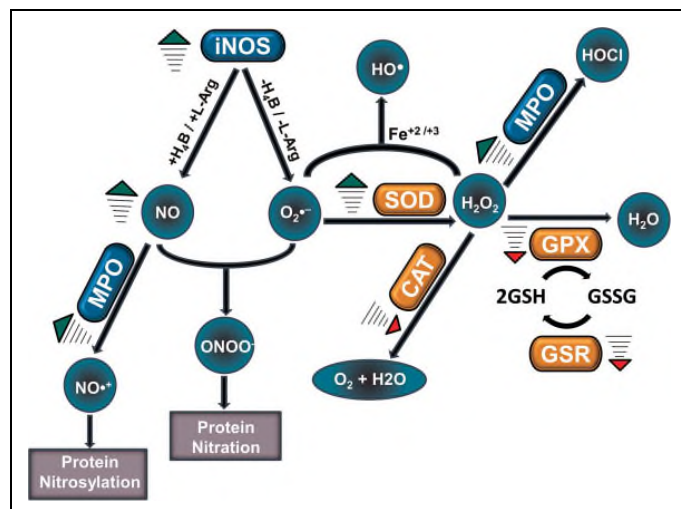 iNOS
HOCl
HO•
MPO
+H₄B / +L-Arg
-H₄B / -L-Arg
Fe⁺² ᐟ⁺³
NO
O₂•⁻
SOD
H₂O₂
H₂O
GPX
MPO
CAT
2GSH
GSSG
ONOO⁻
GSR
NO•⁺
O₂ + H2O
Protein
Nitration
Protein
Nitrosylation